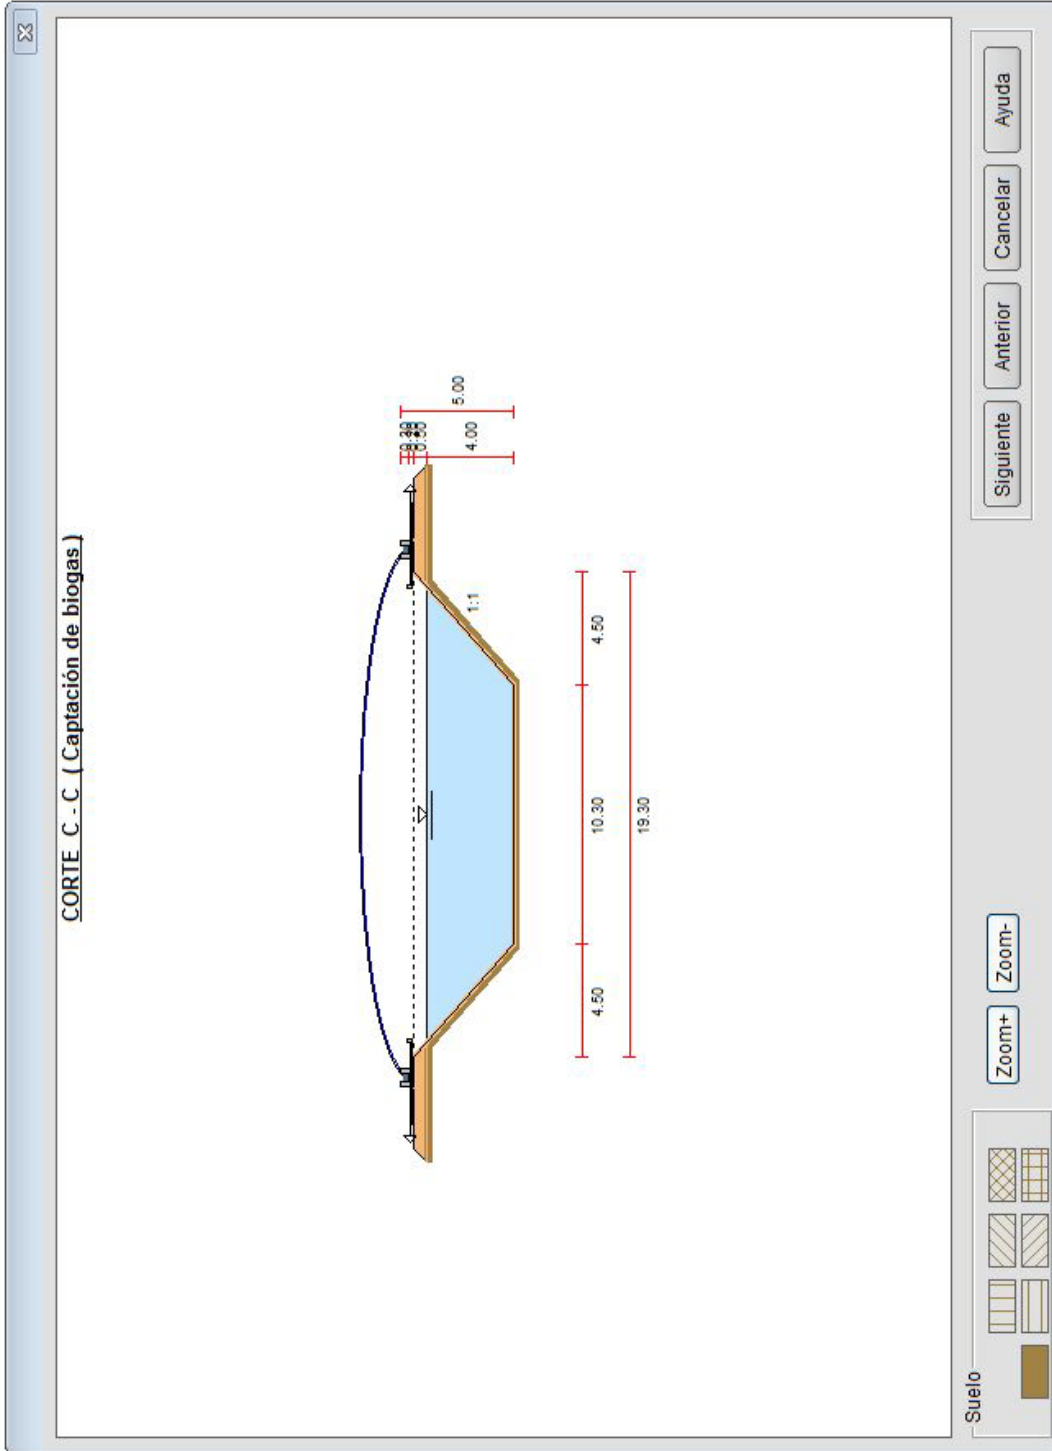 CORTE C - C ( Captación de biogas )
5.00
4.00
1:1
4.50
10.30
4.50
19.30
Suelo
Zoom+
Zoom-
Siguiente
Anterior
Cancelar
Ayuda